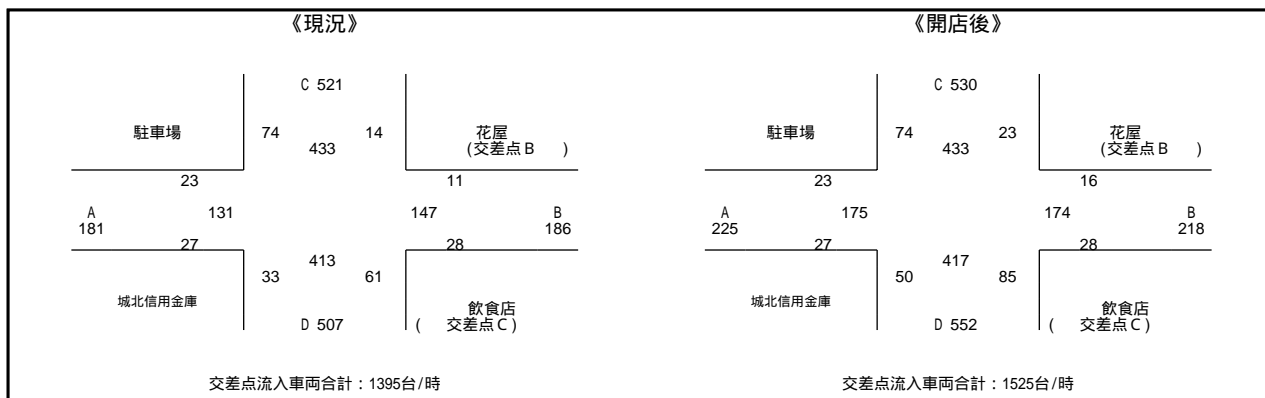 《現況》
C 521
駐車場
74
14
花屋
433
(交差点B )
23
11
A
131
147
B
181
186
27
28
413
33
61
城北信用金庫
飲食店
D 507
( 交差点C)
交差点流入車両合計：1395台/時
《開店後》
C 530
駐車場
74
23
花屋
433
(交差点B )
23
16
A
175
174
B
225
218
27
28
417
50
85
城北信用金庫
飲食店
D 552
( 交差点C)
交差点流入車両合計：1525台/時